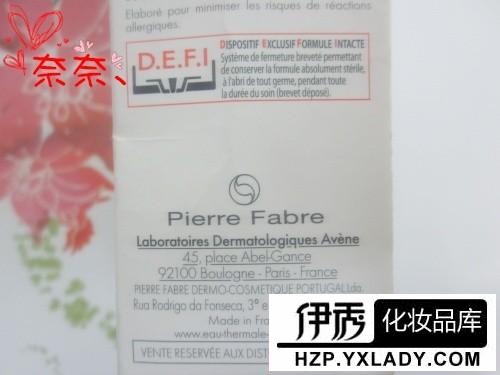 Elaboré pour minimiser les risques de réactions
allergiques.
D.E.F.I
DISPOSITIF EXCLUSIF FORMULE INTACTE
Système de fermeture breveté permettant
de conserver la formule absolument stérile,
à l'abri de tout germe, pendant toute
la durée du soin (brevet déposé).
奈奈、
Pierre Fabre
Laboratoires Dermatologiques Avène
45, place Abel-Gance
92100 Boulogne - Paris - France
PIERRE FABRE DERMO-COSMETIQUE PORTUGAL Lda.
Rua Rodrigo da Fonseca, 3º e
Made in
www.eau-thermale-
VENTE RESERVÉE AUX
伊秀 化妆品库
HZP.YXLADY.COM